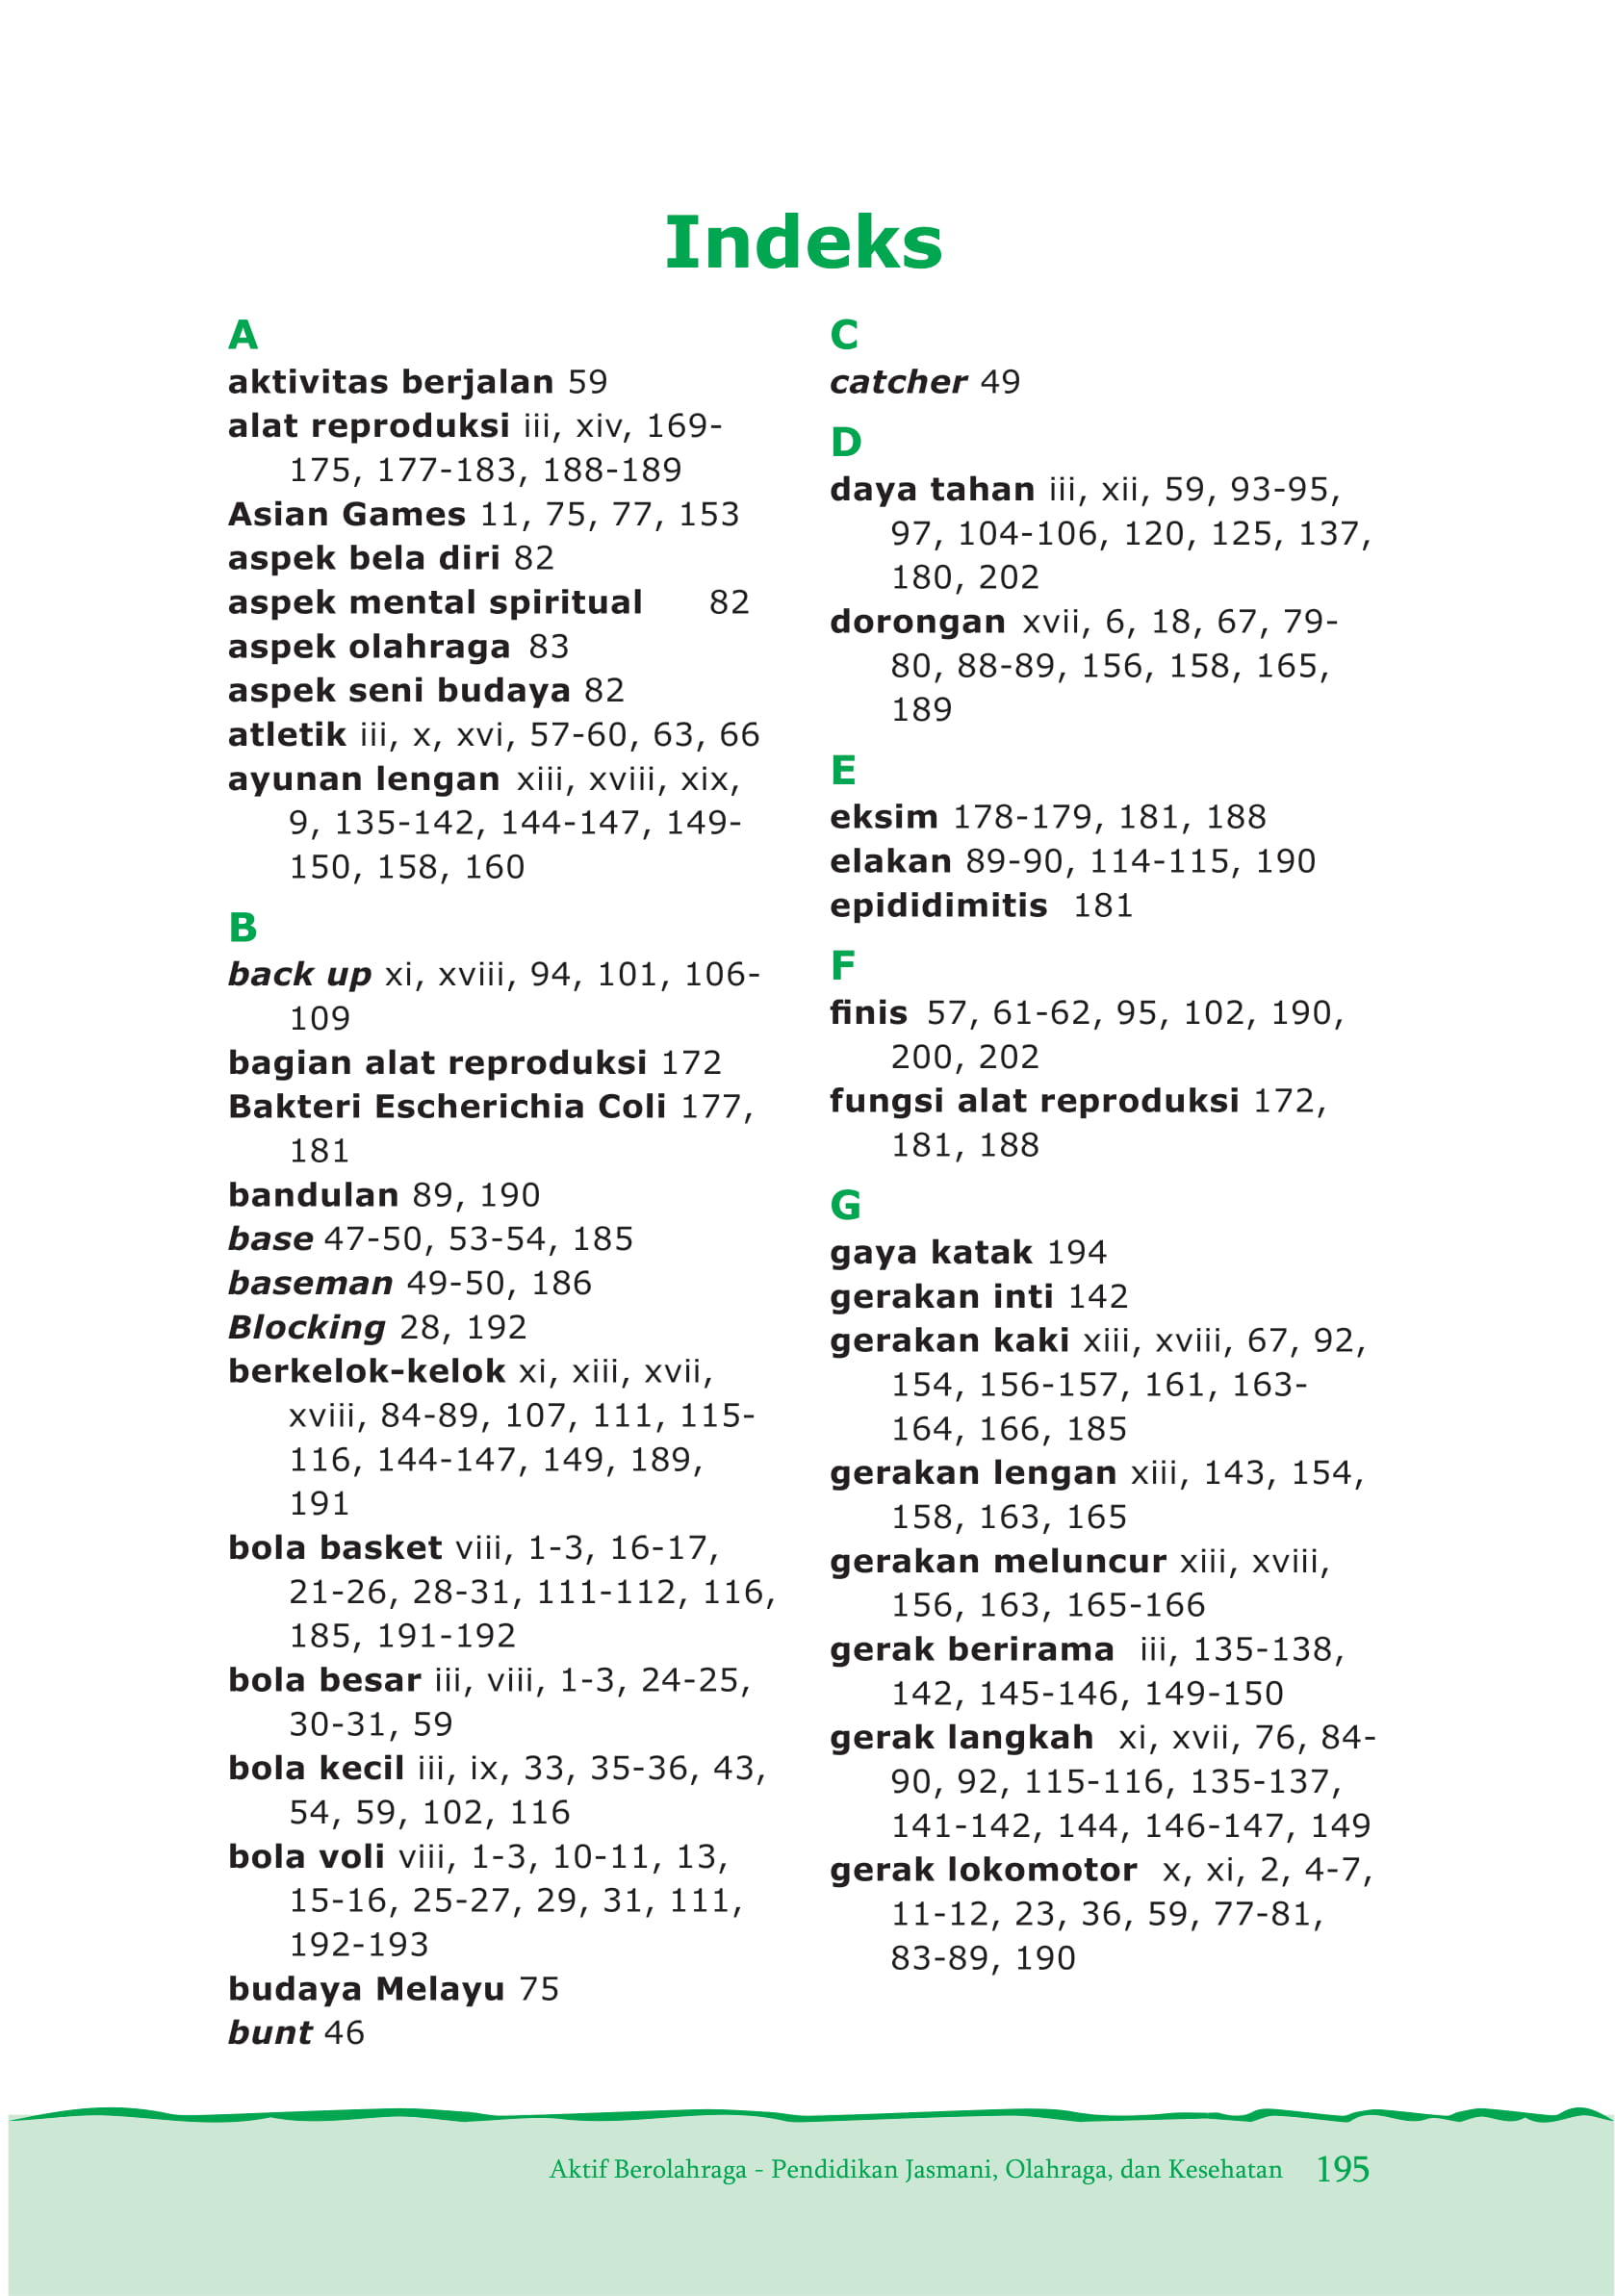 Indeks
A
aktivitas berjalan 59
alat reproduksi iii, xiv, 169-
175, 177-183, 188-189
Asian Games 11, 75, 77, 153
aspek bela diri 82
aspek mental spiritual 82
aspek olahraga 83
aspek seni budaya 82
atletik iii, x, xvi, 57-60, 63, 66
ayunan lengan xiii, xviii, xix,
9, 135-142, 144-147, 149-
150, 158, 160
B
back up xi, xviii, 94, 101, 106-
109
bagian alat reproduksi 172
Bakteri Escherichia Coli 177,
181
bandulan 89, 190
base 47-50, 53-54, 185
baseman 49-50, 186
Blocking 28, 192
berkelok-kelok xi, xiii, xvii,
xviii, 84-89, 107, 111, 115-
116, 144-147, 149, 189,
191
bola basket viii, 1-3, 16-17,
21-26, 28-31, 111-112, 116,
185, 191-192
bola besar iii, viii, 1-3, 24-25,
30-31, 59
bola kecil iii, ix, 33, 35-36, 43,
54, 59, 102, 116
bola voli viii, 1-3, 10-11, 13,
15-16, 25-27, 29, 31, 111,
192-193
budaya Melayu 75
bunt 46
C
catcher 49
D
daya tahan iii, xii, 59, 93-95,
97, 104-106, 120, 125, 137,
180, 202
dorongan xvii, 6, 18, 67, 79-
80, 88-89, 156, 158, 165,
189
E
eksim 178-179, 181, 188
elakan 89-90, 114-115, 190
epididimitis 181
F
finis 57, 61-62, 95, 102, 190,
200, 202
fungsi alat reproduksi 172,
181, 188
G
gaya katak 194
gerakan inti 142
gerakan kaki xiii, xviii, 67, 92,
154, 156-157, 161, 163-
164, 166, 185
gerakan lengan xiii, 143, 154,
158, 163, 165
gerakan meluncur xiii, xviii,
156, 163, 165-166
gerak berirama iii, 135-138,
142, 145-146, 149-150
gerak langkah xi, xvii, 76, 84-
90, 92, 115-116, 135-137,
141-142, 144, 146-147, 149
gerak lokomotor x, xi, 2, 4-7,
11-12, 23, 36, 59, 77-81,
83-89, 190
Aktif Berolahraga - Pendidikan Jasmani, Olahraga, dan Kesehatan 195